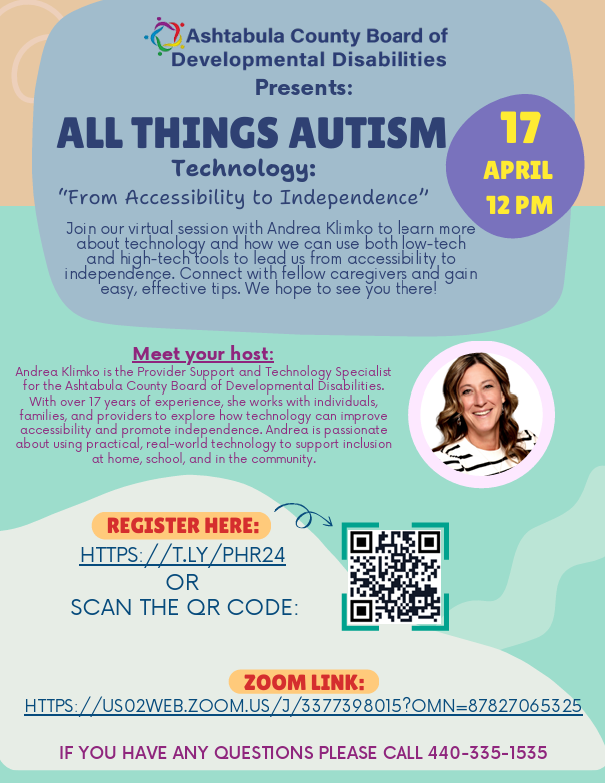 Ashtabula County Board of
Developmental Disabilities
Presents:
ALL THINGS AUTISM
Technology:
"From Accessibility to Independence"
17
APRIL
12 PM
Join our virtual session with Andrea Klimko to learn more
about technology and how we can use both low-tech
and high-tech tools to lead us from accessibility to
independence. Connect with fellow caregivers and gain
easy, effective tips. We hope to see you there!
Meet your host:
Andrea Klimko is the Provider Support and Technology Specialist
for the Ashtabula County Board of Developmental Disabilities.
With over 17 years of experience, she works with individuals,
families, and providers to explore how technology can improve
accessibility and promote independence. Andrea is passionate
about using practical, real-world technology to support inclusion
at home, school, and in the community.
REGISTER HERE:
HTTPS://T.LY/PHR24
OR
SCAN THE QR CODE:
ZOOM LINK:
HTTPS://US02WEB.ZOOM.US/J/3377398015?OMN=87827065325
IF YOU HAVE ANY QUESTIONS PLEASE CALL 440-335-1535